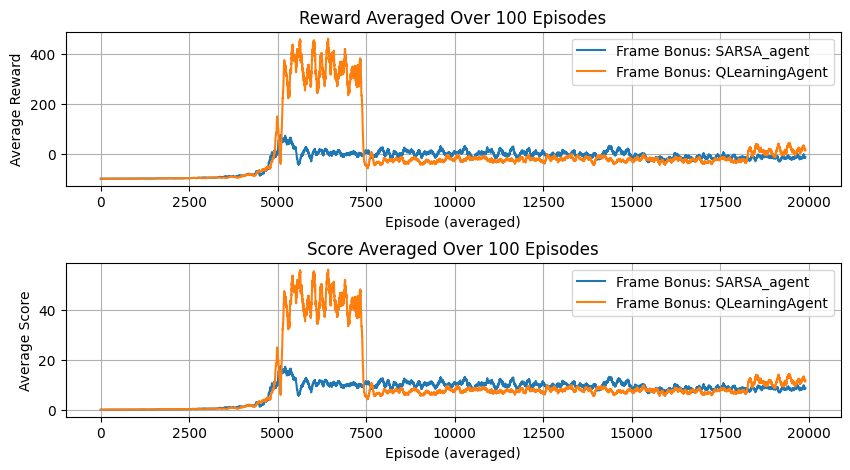 Reward Averaged Over 100 Episodes
Average Reward
400
200
0
Frame Bonus: SARSA_agent
Frame Bonus: QLearningAgent
0 2500 5000 7500 10000 12500 15000 17500 20000
Episode (averaged)
Score Averaged Over 100 Episodes
Average Score
40
20
0
Frame Bonus: SARSA_agent
Frame Bonus: QLearningAgent
0 2500 5000 7500 10000 12500 15000 17500 20000
Episode (averaged)